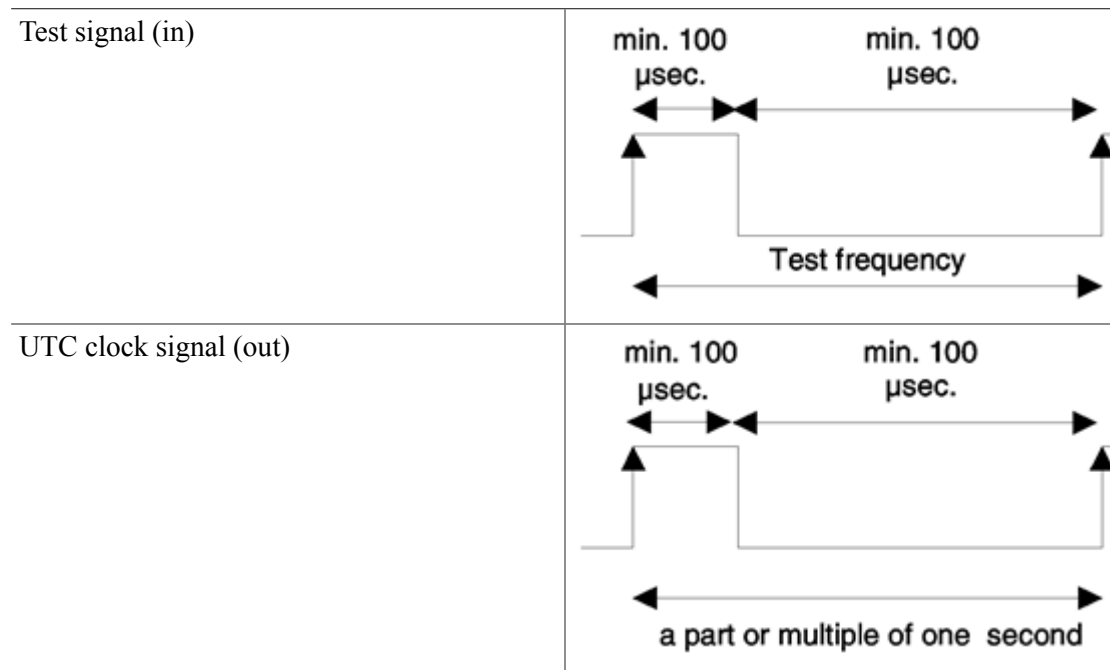 Test signal (in)
min. 100
µsec.
min. 100
µsec.
Test frequency
UTC clock signal (out)
min. 100
µsec.
min. 100
µsec.
a part or multiple of one second